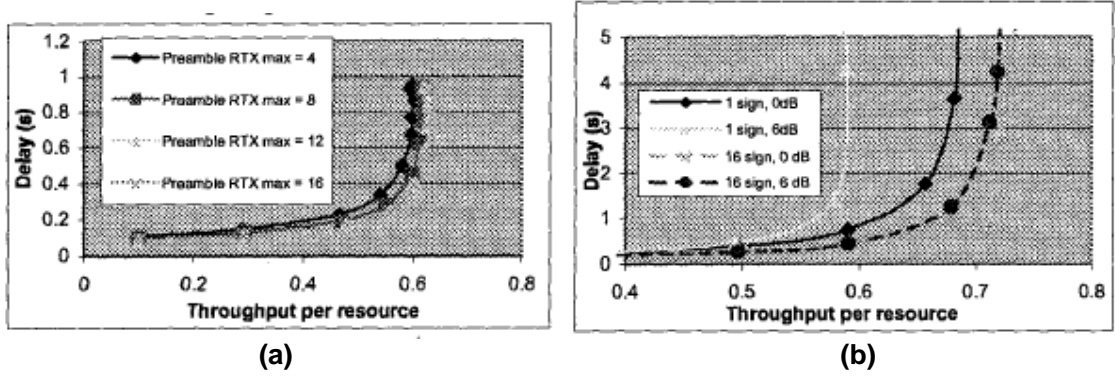 1.2
1
0.8
0.6
0.4
0.2
0
Delay (s)
Preamble RTX max = 4
Preamble RTX max = 8
Preamble RTX max = 12
Preamble RTX max = 16
0 0.2 0.4 0.6 0.8
Throughput per resource
(a)
5
4
3
2
1
0
Delay (s)
1 sign, 0dB
1 sign, 6dB
16 sign, 0 dB
16 sign, 6 dB
0.4 0.5 0.6 0.7 0.8
Throughput per resource
(b)